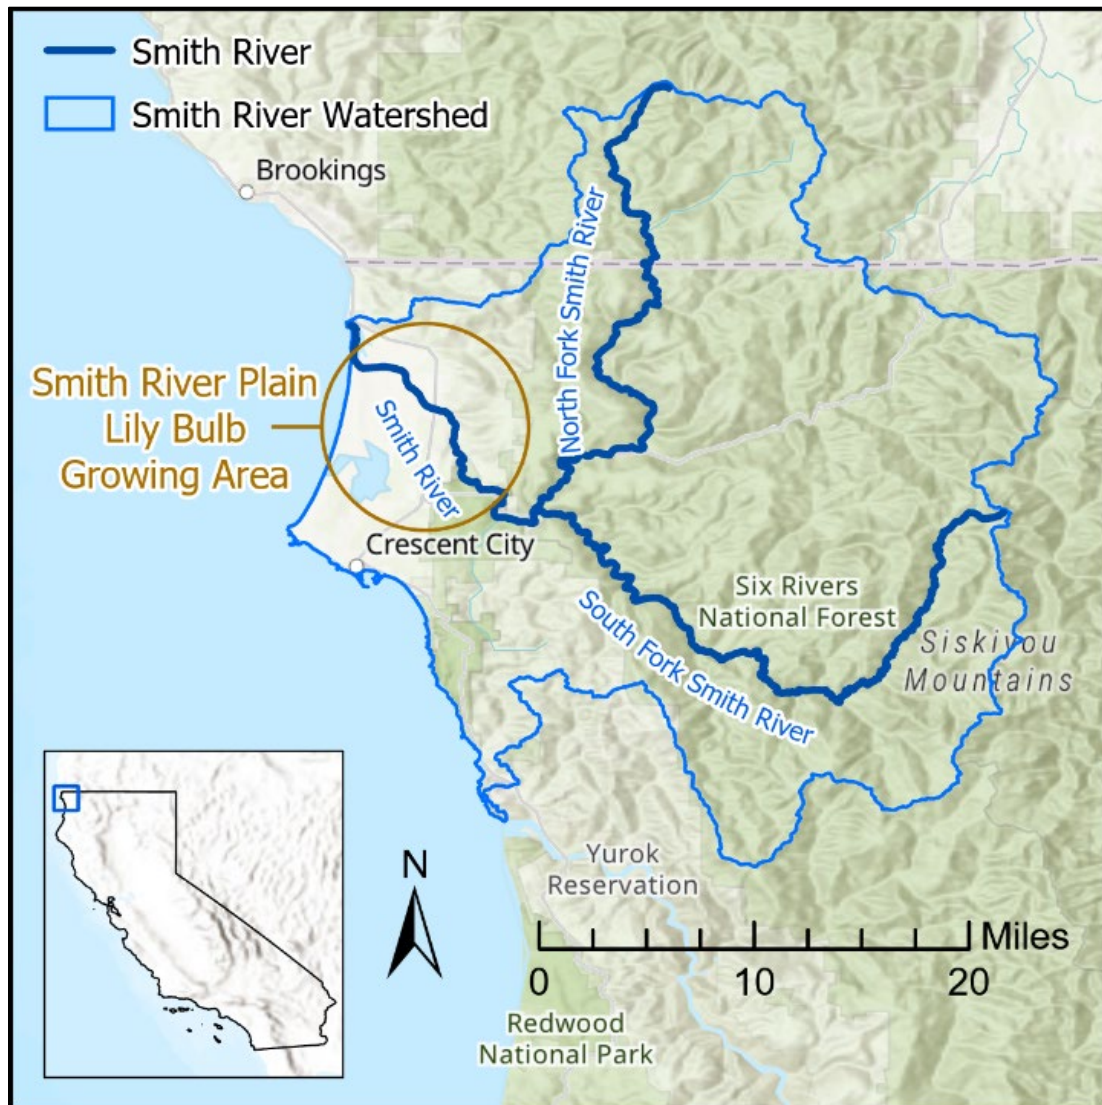 Smith River
Smith River Watershed
Brookings
North Fork Smith River
Smith River Plain
Lily Bulb
Growing Area
Smith River
Crescent City
Six Rivers
National Forest
Siskiyou
Mountains
South Fork Smith River
Yurok
Reservation
N
Miles
0
10
20
Redwood
National Park